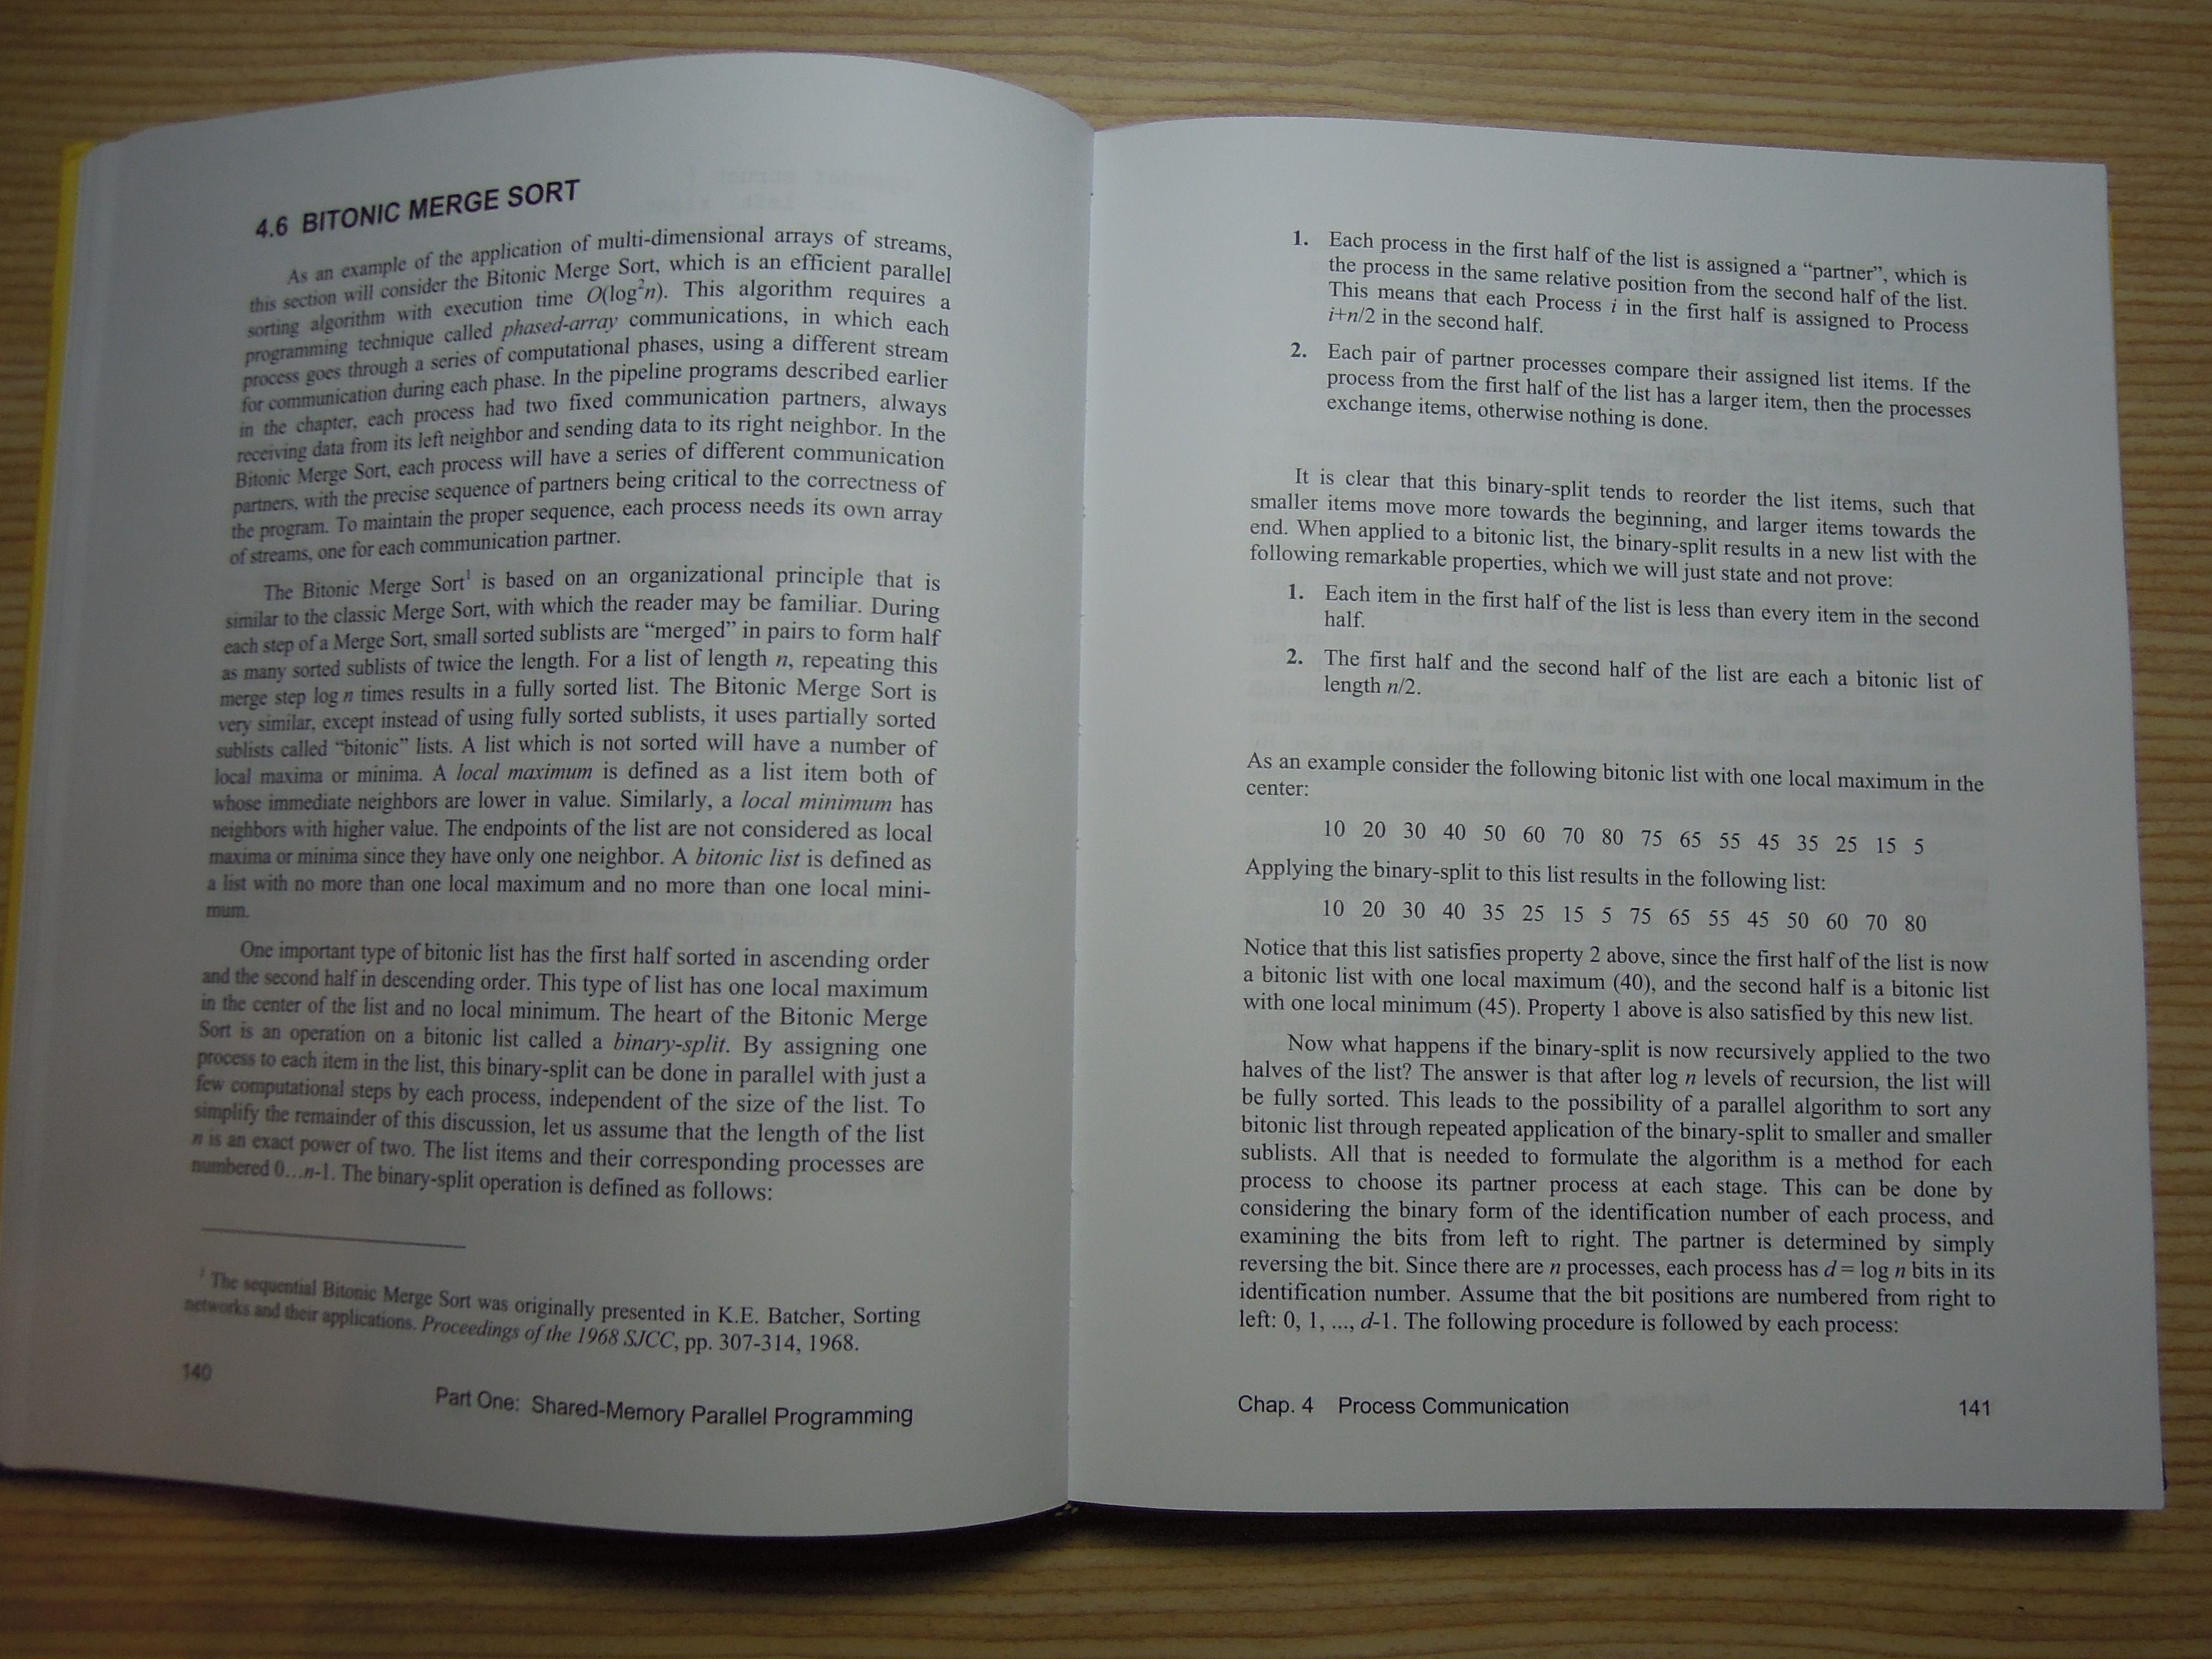 4.6 BITONIC MERGE SORT
As an example of the application of multi-dimensional arrays of streams,
this section will consider the Bitonic Merge Sort, which is an efficient parallel
sorting algorithm with execution time O(log²n). This algorithm requires a
programming technique called phased-array communications, in which each
process goes through a series of computational phases, using a different stream
for communication during each phase. In the pipeline programs described earlier
in the chapter, each process had two fixed communication partners, always
receiving data from its left neighbor and sending data to its right neighbor. In the
Bitonic Merge Sort, each process will have a series of different communication
partners, with the precise sequence of partners being critical to the correctness of
the program. To maintain the proper sequence, each process needs its own array
of streams, one for each communication partner.
The Bitonic Merge Sort¹ is based on an organizational principle that is
similar to the classic Merge Sort, with which the reader may be familiar. During
each step of a Merge Sort, small sorted sublists are “merged” in pairs to form half
as many sorted sublists of twice the length. For a list of length n, repeating this
merge step log n times results in a fully sorted list. The Bitonic Merge Sort is
very similar, except instead of using fully sorted sublists, it uses partially sorted
sublists called “bitonic” lists. A list which is not sorted will have a number of
local maxima or minima. A local maximum is defined as a list item both of
whose immediate neighbors are lower in value. Similarly, a local minimum has
neighbors with higher value. The endpoints of the list are not considered as local
maxima or minima since they have only one neighbor. A bitonic list is defined as
a list with no more than one local maximum and no more than one local mini-
mum.
One important type of bitonic list has the first half sorted in ascending order
and the second half in descending order. This type of list has one local maximum
in the center of the list and no local minimum. The heart of the Bitonic Merge
Sort is an operation on a bitonic list called a binary-split. By assigning one
process to each item in the list, this binary-split can be done in parallel with just a
few computational steps by each process, independent of the size of the list. To
simplify the remainder of this discussion, let us assume that the length of the list
n is an exact power of two. The list items and their corresponding processes are
numbered 0...n-1. The binary-split operation is defined as follows:
¹ The sequential Bitonic Merge Sort was originally presented in K.E. Batcher, Sorting
networks and their applications. Proceedings of the 1968 SJCC, pp. 307-314, 1968.
140
Part One: Shared-Memory Parallel Programming
1. Each process in the first half of the list is assigned a “partner”, which is
the process in the same relative position from the second half of the list.
This means that each Process i in the first half is assigned to Process
i+n/2 in the second half.
2. Each pair of partner processes compare their assigned list items. If the
process from the first half of the list has a larger item, then the processes
exchange items, otherwise nothing is done.
It is clear that this binary-split tends to reorder the list items, such that
smaller items move more towards the beginning, and larger items towards the
end. When applied to a bitonic list, the binary-split results in a new list with the
following remarkable properties, which we will just state and not prove:
1. Each item in the first half of the list is less than every item in the second
half.
2. The first half and the second half of the list are each a bitonic list of
length n/2.
As an example consider the following bitonic list with one local maximum in the
center:
10 20 30 40 50 60 70 80 75 65 55 45 35 25 15 5
Applying the binary-split to this list results in the following list:
10 20 30 40 35 25 15 5 75 65 55 45 50 60 70 80
Notice that this list satisfies property 2 above, since the first half of the list is now
a bitonic list with one local maximum (40), and the second half is a bitonic list
with one local minimum (45). Property 1 above is also satisfied by this new list.
Now what happens if the binary-split is now recursively applied to the two
halves of the list? The answer is that after log n levels of recursion, the list will
be fully sorted. This leads to the possibility of a parallel algorithm to sort any
bitonic list through repeated application of the binary-split to smaller and smaller
sublists. All that is needed to formulate the algorithm is a method for each
process to choose its partner process at each stage. This can be done by
considering the binary form of the identification number of each process, and
examining the bits from left to right. The partner is determined by simply
reversing the bit. Since there are n processes, each process has d = log n bits in its
identification number. Assume that the bit positions are numbered from right to
left: 0, 1, ..., d-1. The following procedure is followed by each process:
Chap. 4 Process Communication 141